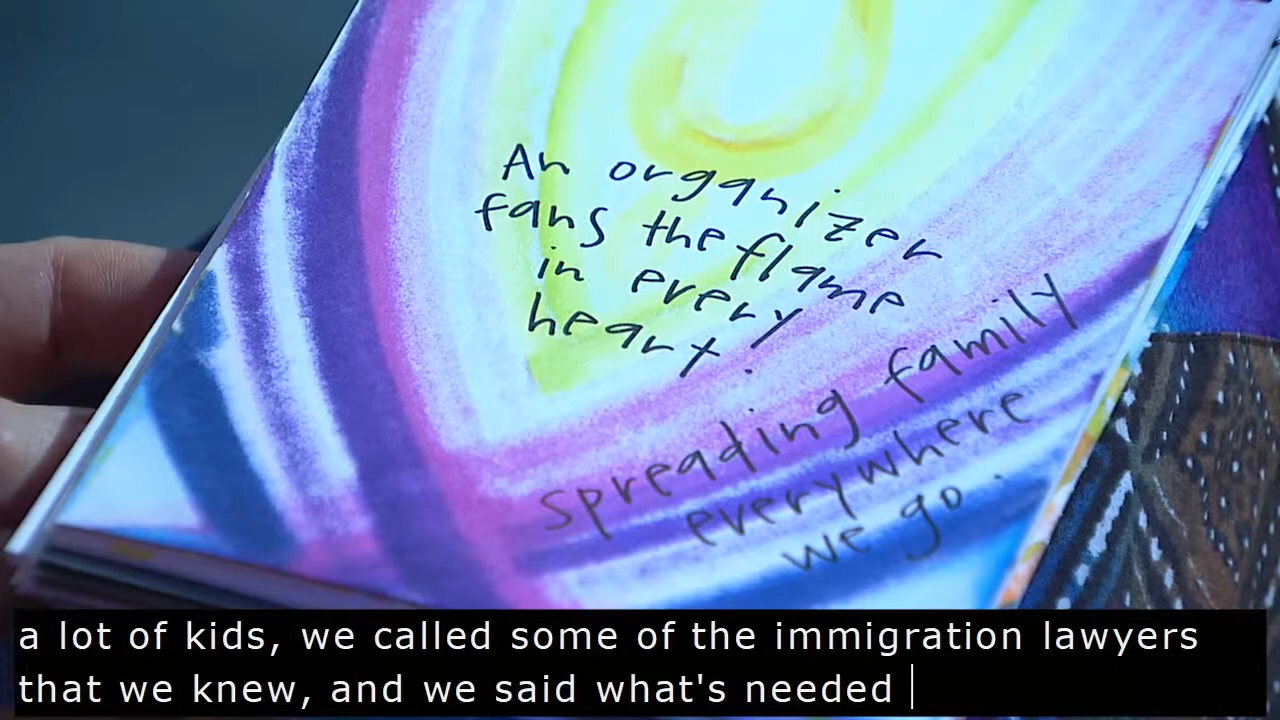 An organizer
fans the flame
in every
heart.
spreading family
everywhere
we go.
a lot of kids, we called some of the immigration lawyers
that we knew, and we said what's needed